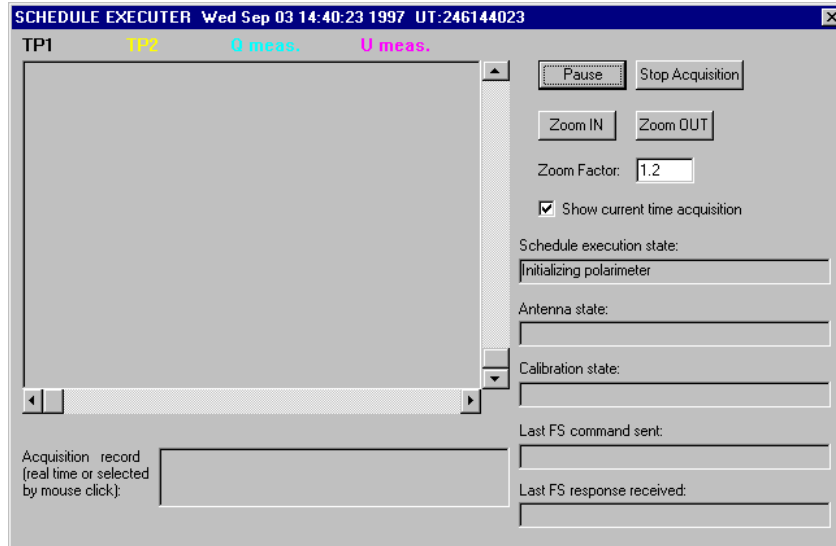 SCHEDULE EXECUTER Wed Sep 03 14:40:23 1997 UT:246144023
TP1 TP2 Q meas. U meas.
Pause Stop Acquisition
Zoom IN Zoom OUT
Zoom Factor: 1.2
Show current time acquisition
Schedule execution state:
Initializing polarimeter
Antenna state:
Calibration state:
Last FS command sent:
Last FS response received:
Acquisition record
(real time or selected
by mouse click):